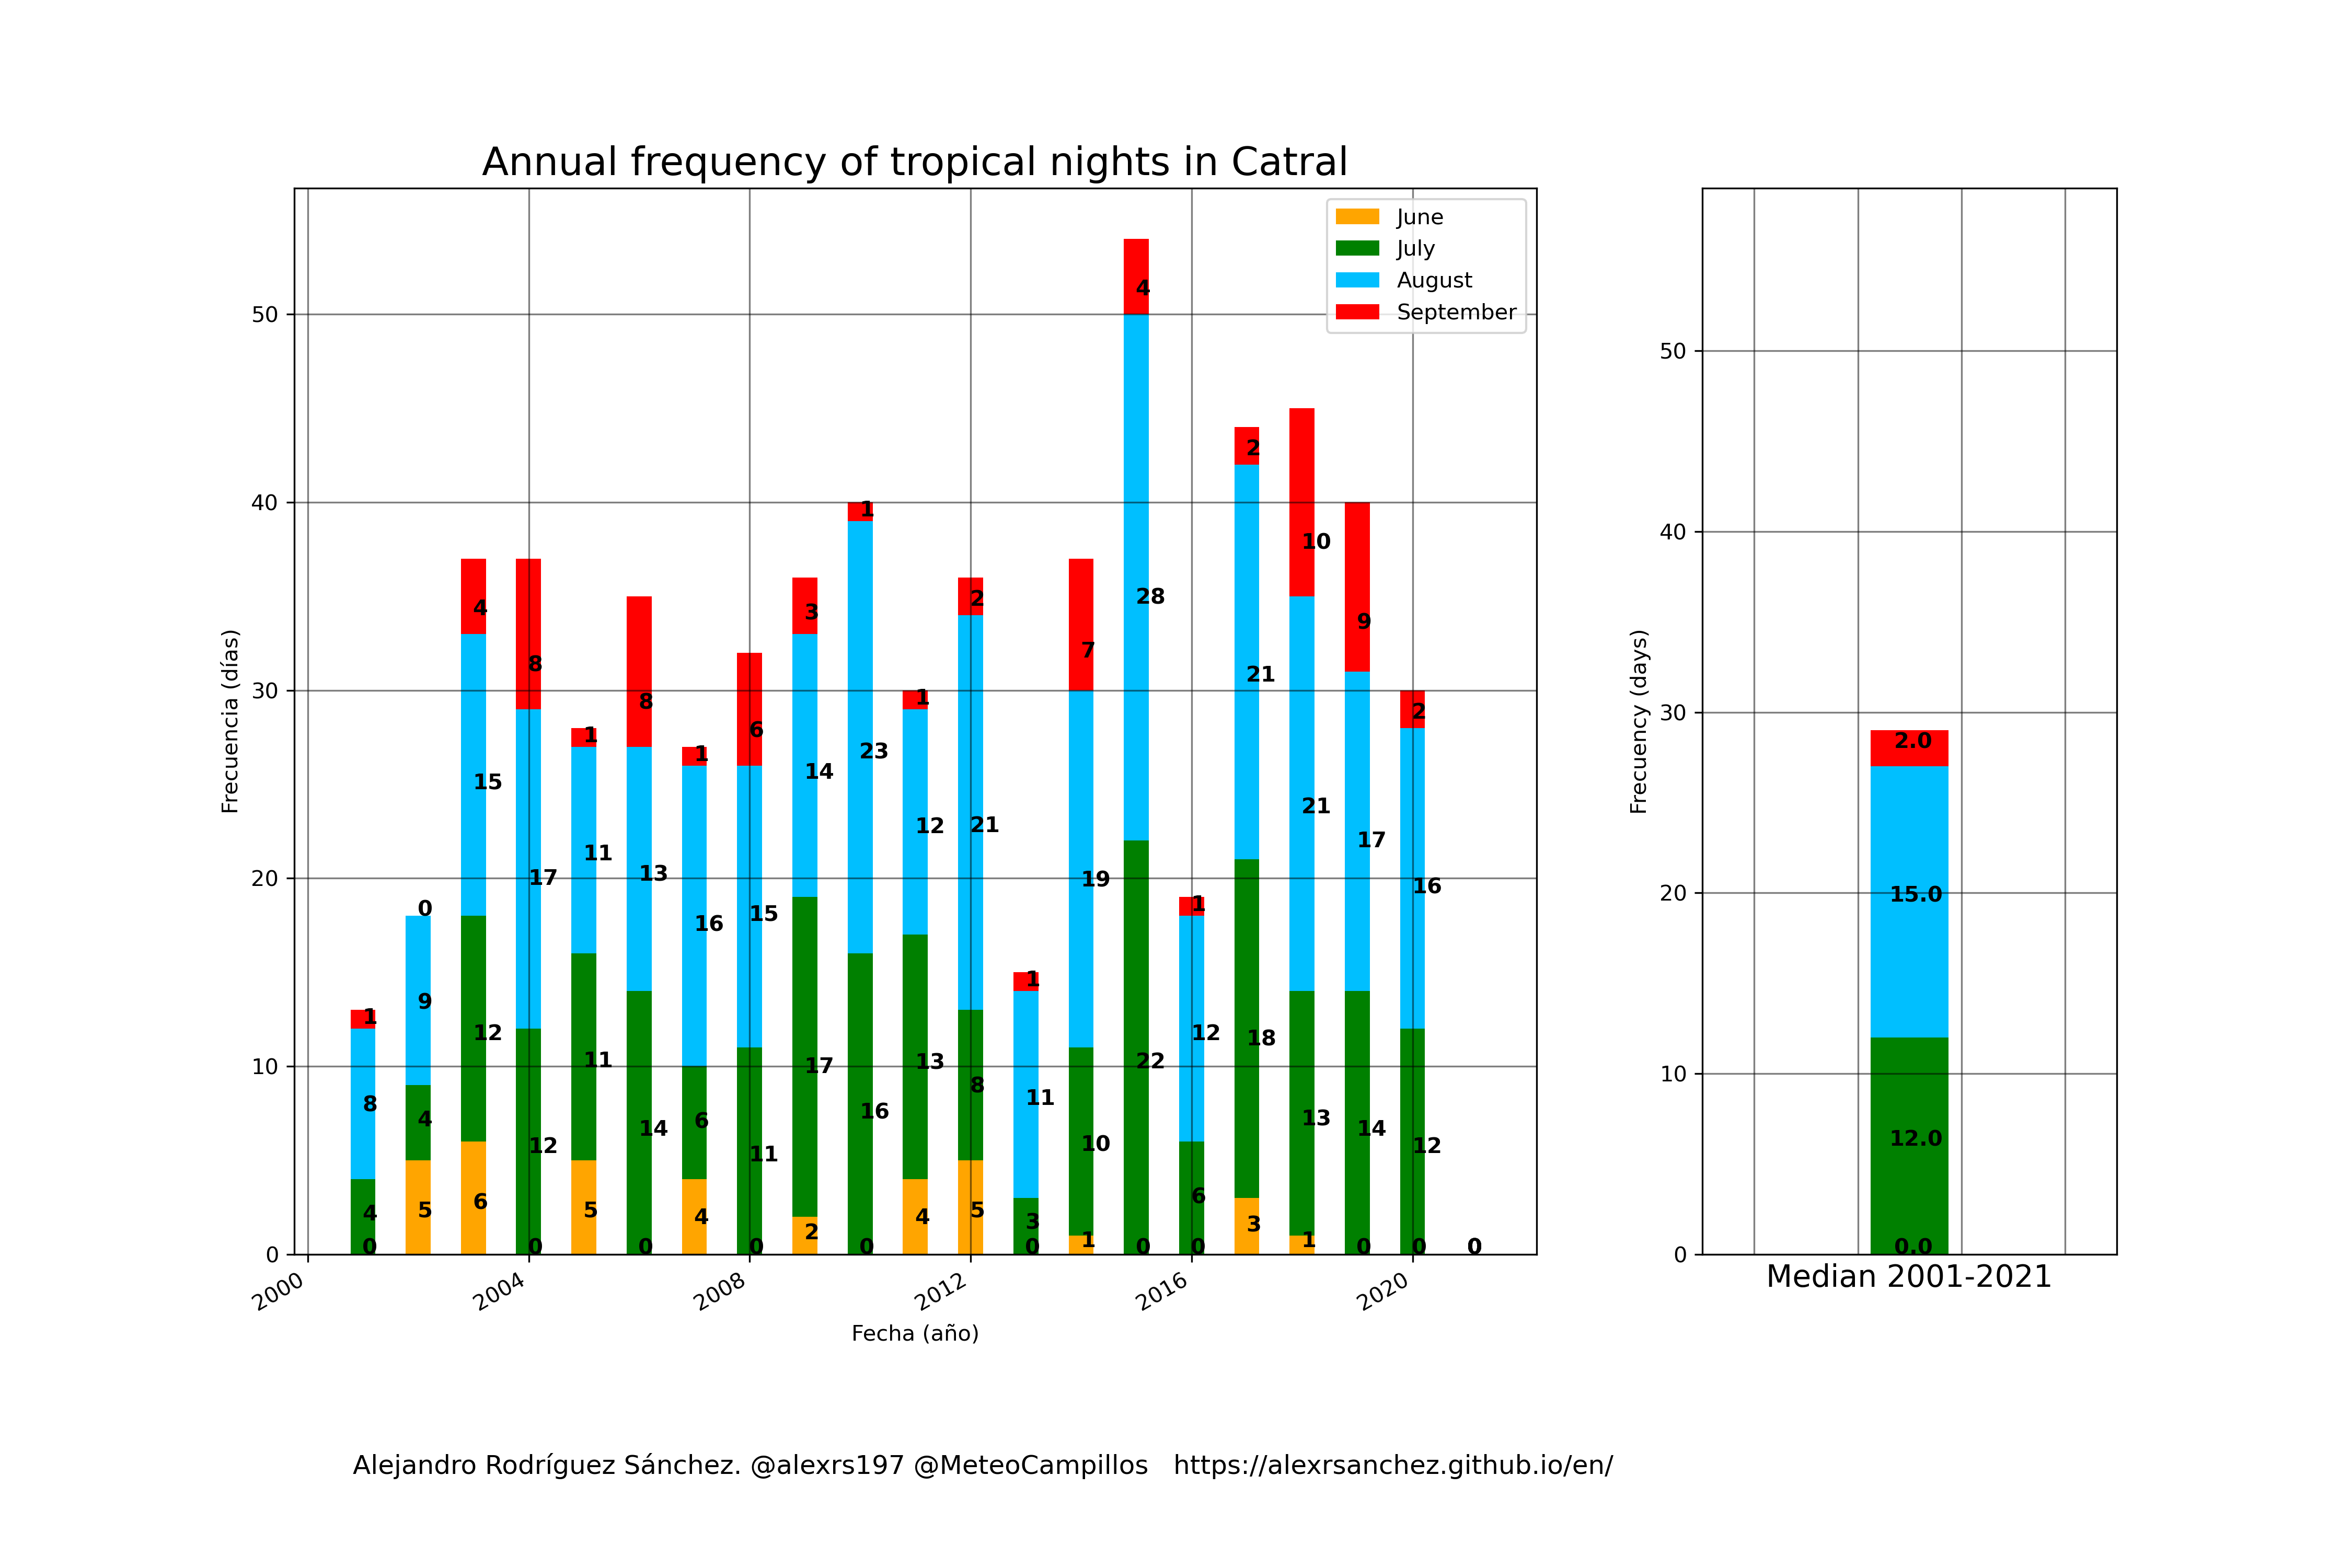 Annual frequency of tropical nights in Catral
June
July
August
September
Frecuencia (días)
50
40
30
20
10
0
1 8 4 0
0 9 4 5
4 15 12 6
8 17 12 0
1 11 11 5
8 13 14 0
1 16 6 4
6 15 11 0
3 14 17 2
1 23 16 0
1 12 13 4
2 21 8 5
1 11 3 0
7 19 10 1
4 28 22 0
1 12 6 0
2 21 18 3
10 21 13 1
9 17 14 0
2 16 12 0
0
2000 2004 2008 2012 2016 2020
Fecha (año)
Frecuency (days)
50
40
30
20
10
0
2.0
15.0
12.0
0.0
Median 2001-2021
Alejandro Rodríguez Sánchez. @alexrs197 @MeteoCampillos https://alexrsanchez.github.io/en/